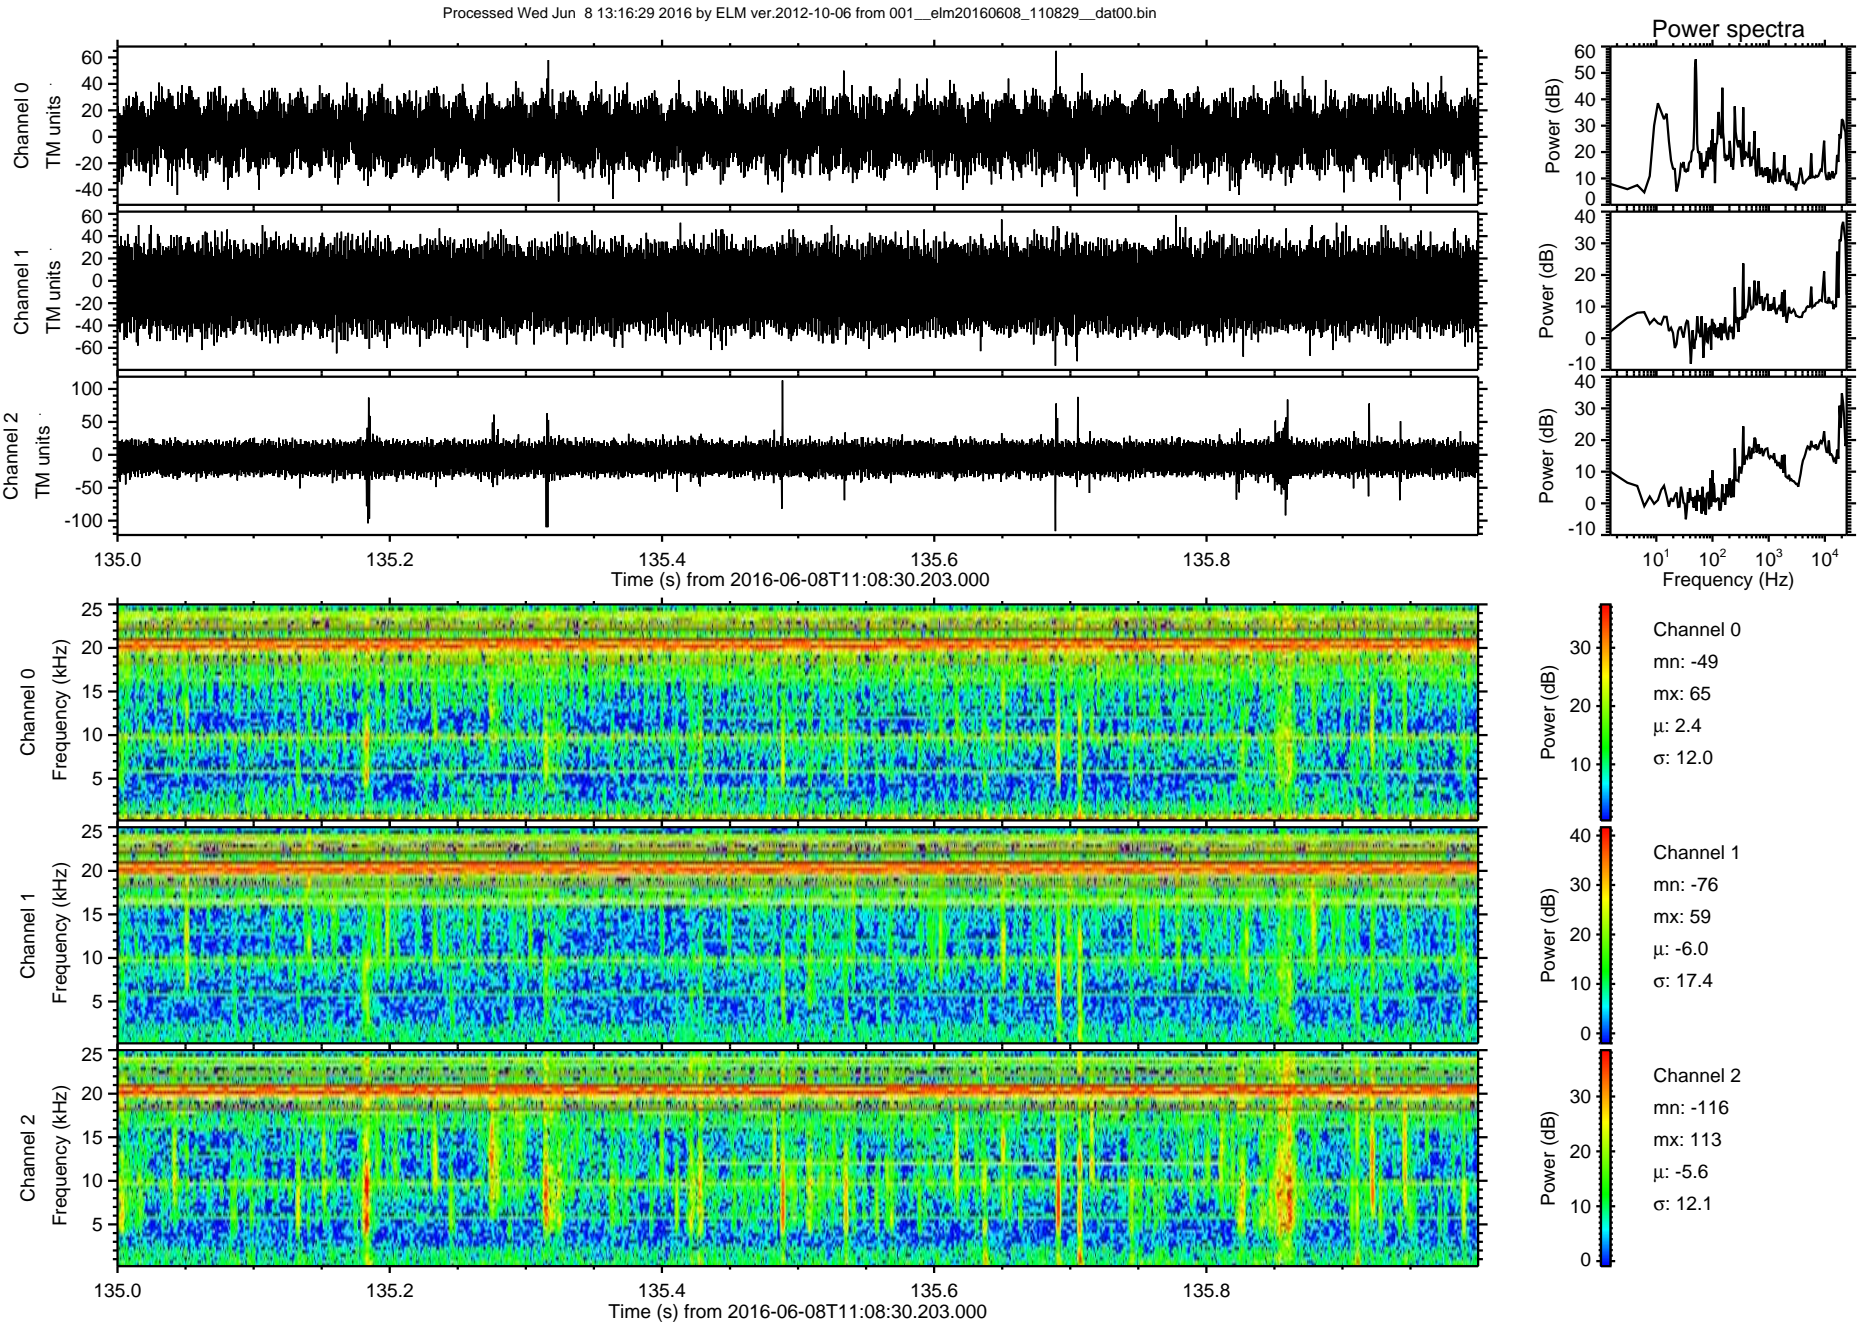 Processed Wed Jun  8 13:16:29 2016 by ELM ver.2012-10-06 from 001__elm20160608_110829__dat00.bin
Power spectra
Channel 0
TM units
60
40
20
0
-20
-40
Power (dB)
60
50
40
30
20
10
0
Channel 1
TM units
60
40
20
0
-20
-40
-60
Power (dB)
40
30
20
10
0
-10
Channel 2
TM units
100
50
0
-50
-100
Power (dB)
40
30
20
10
0
-10
135.0 135.2 135.4 135.6 135.8
Time (s) from 2016-06-08T11:08:30.203.000
10¹ 10² 10³ 10⁴
Frequency (Hz)
Channel 0
Frequency (kHz)
25
20
15
10
5
Power (dB)
30
20
10
Channel 0
mn: -49
mx: 65
μ: 2.4
σ: 12.0
Channel 1
Frequency (kHz)
25
20
15
10
5
Power (dB)
40
30
20
10
0
Channel 1
mn: -76
mx: 59
μ: -6.0
σ: 17.4
Channel 2
Frequency (kHz)
25
20
15
10
5
Power (dB)
30
20
10
0
Channel 2
mn: -116
mx: 113
μ: -5.6
σ: 12.1
135.0 135.2 135.4 135.6 135.8
Time (s) from 2016-06-08T11:08:30.203.000